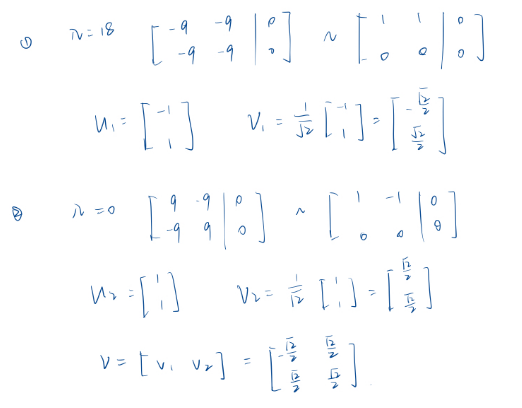 ① λ=18 [ -9 -9 | 0 ; -9 -9 | 0 ] ~ [ 1 1 | 0 ; 0 0 | 0 ]
u₁ = [ -1 ; 1 ] v₁ = 1/√2 [ -1 ; 1 ] = [ -√2/2 ; √2/2 ]
② λ=0 [ 9 -9 | 0 ; -9 9 | 0 ] ~ [ 1 -1 | 0 ; 0 0 | 0 ]
u₂ = [ 1 ; 1 ] v₂ = 1/√2 [ 1 ; 1 ] = [ √2/2 ; √2/2 ]
V = [ v₁ v₂ ] = [ -√2/2 √2/2 ; √2/2 √2/2 ]